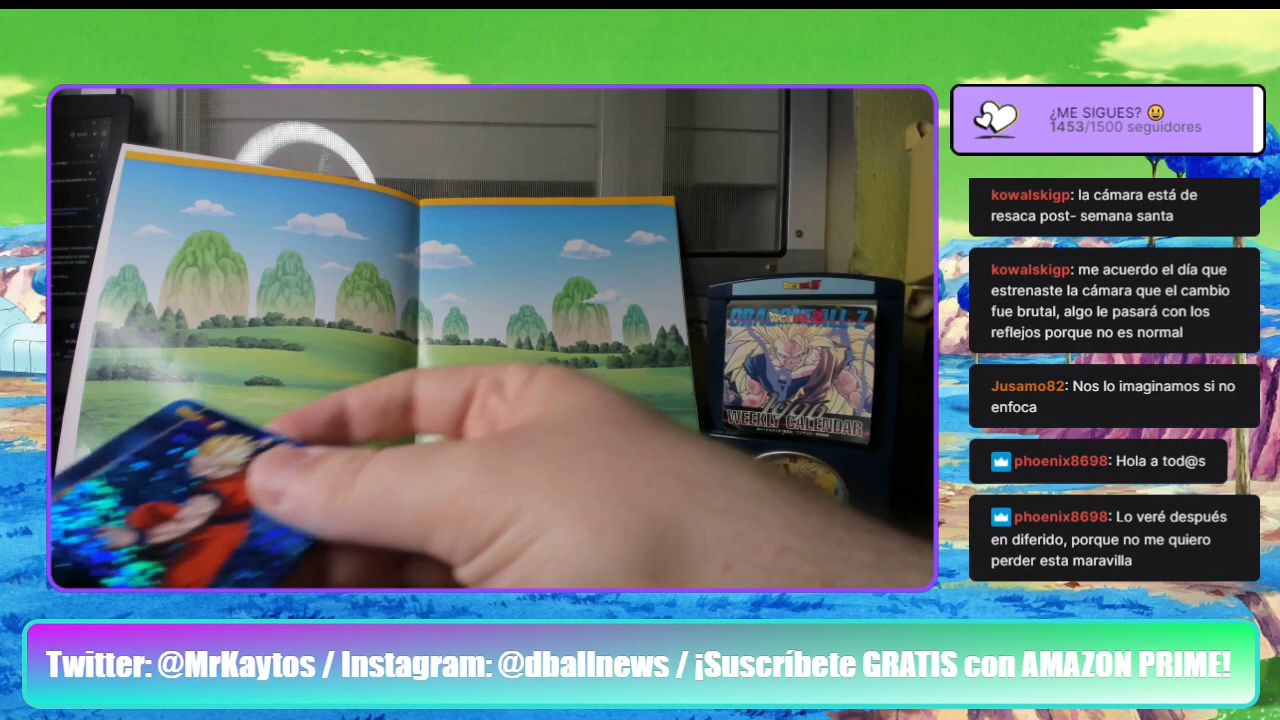 ¿ME SIGUES? 😀
1453/1500 seguidores
kowalskigp: la cámara está de
resaca post- semana santa
kowalskigp: me acuerdo el día que
estrenaste la cámara que el cambio
fue brutal, algo le pasará con los
reflejos porque no es normal
Jusamo82: Nos lo imaginamos si no
enfoca
phoenix8698: Hola a tod@s
phoenix8698: Lo veré después
en diferido, porque no me quiero
perder esta maravilla
DRAGON BALL Z
1996
WEEKLY CALENDAR
Twitter: @MrKaytos / Instagram: @dballnews / ¡Suscríbete GRATIS con AMAZON PRIME!